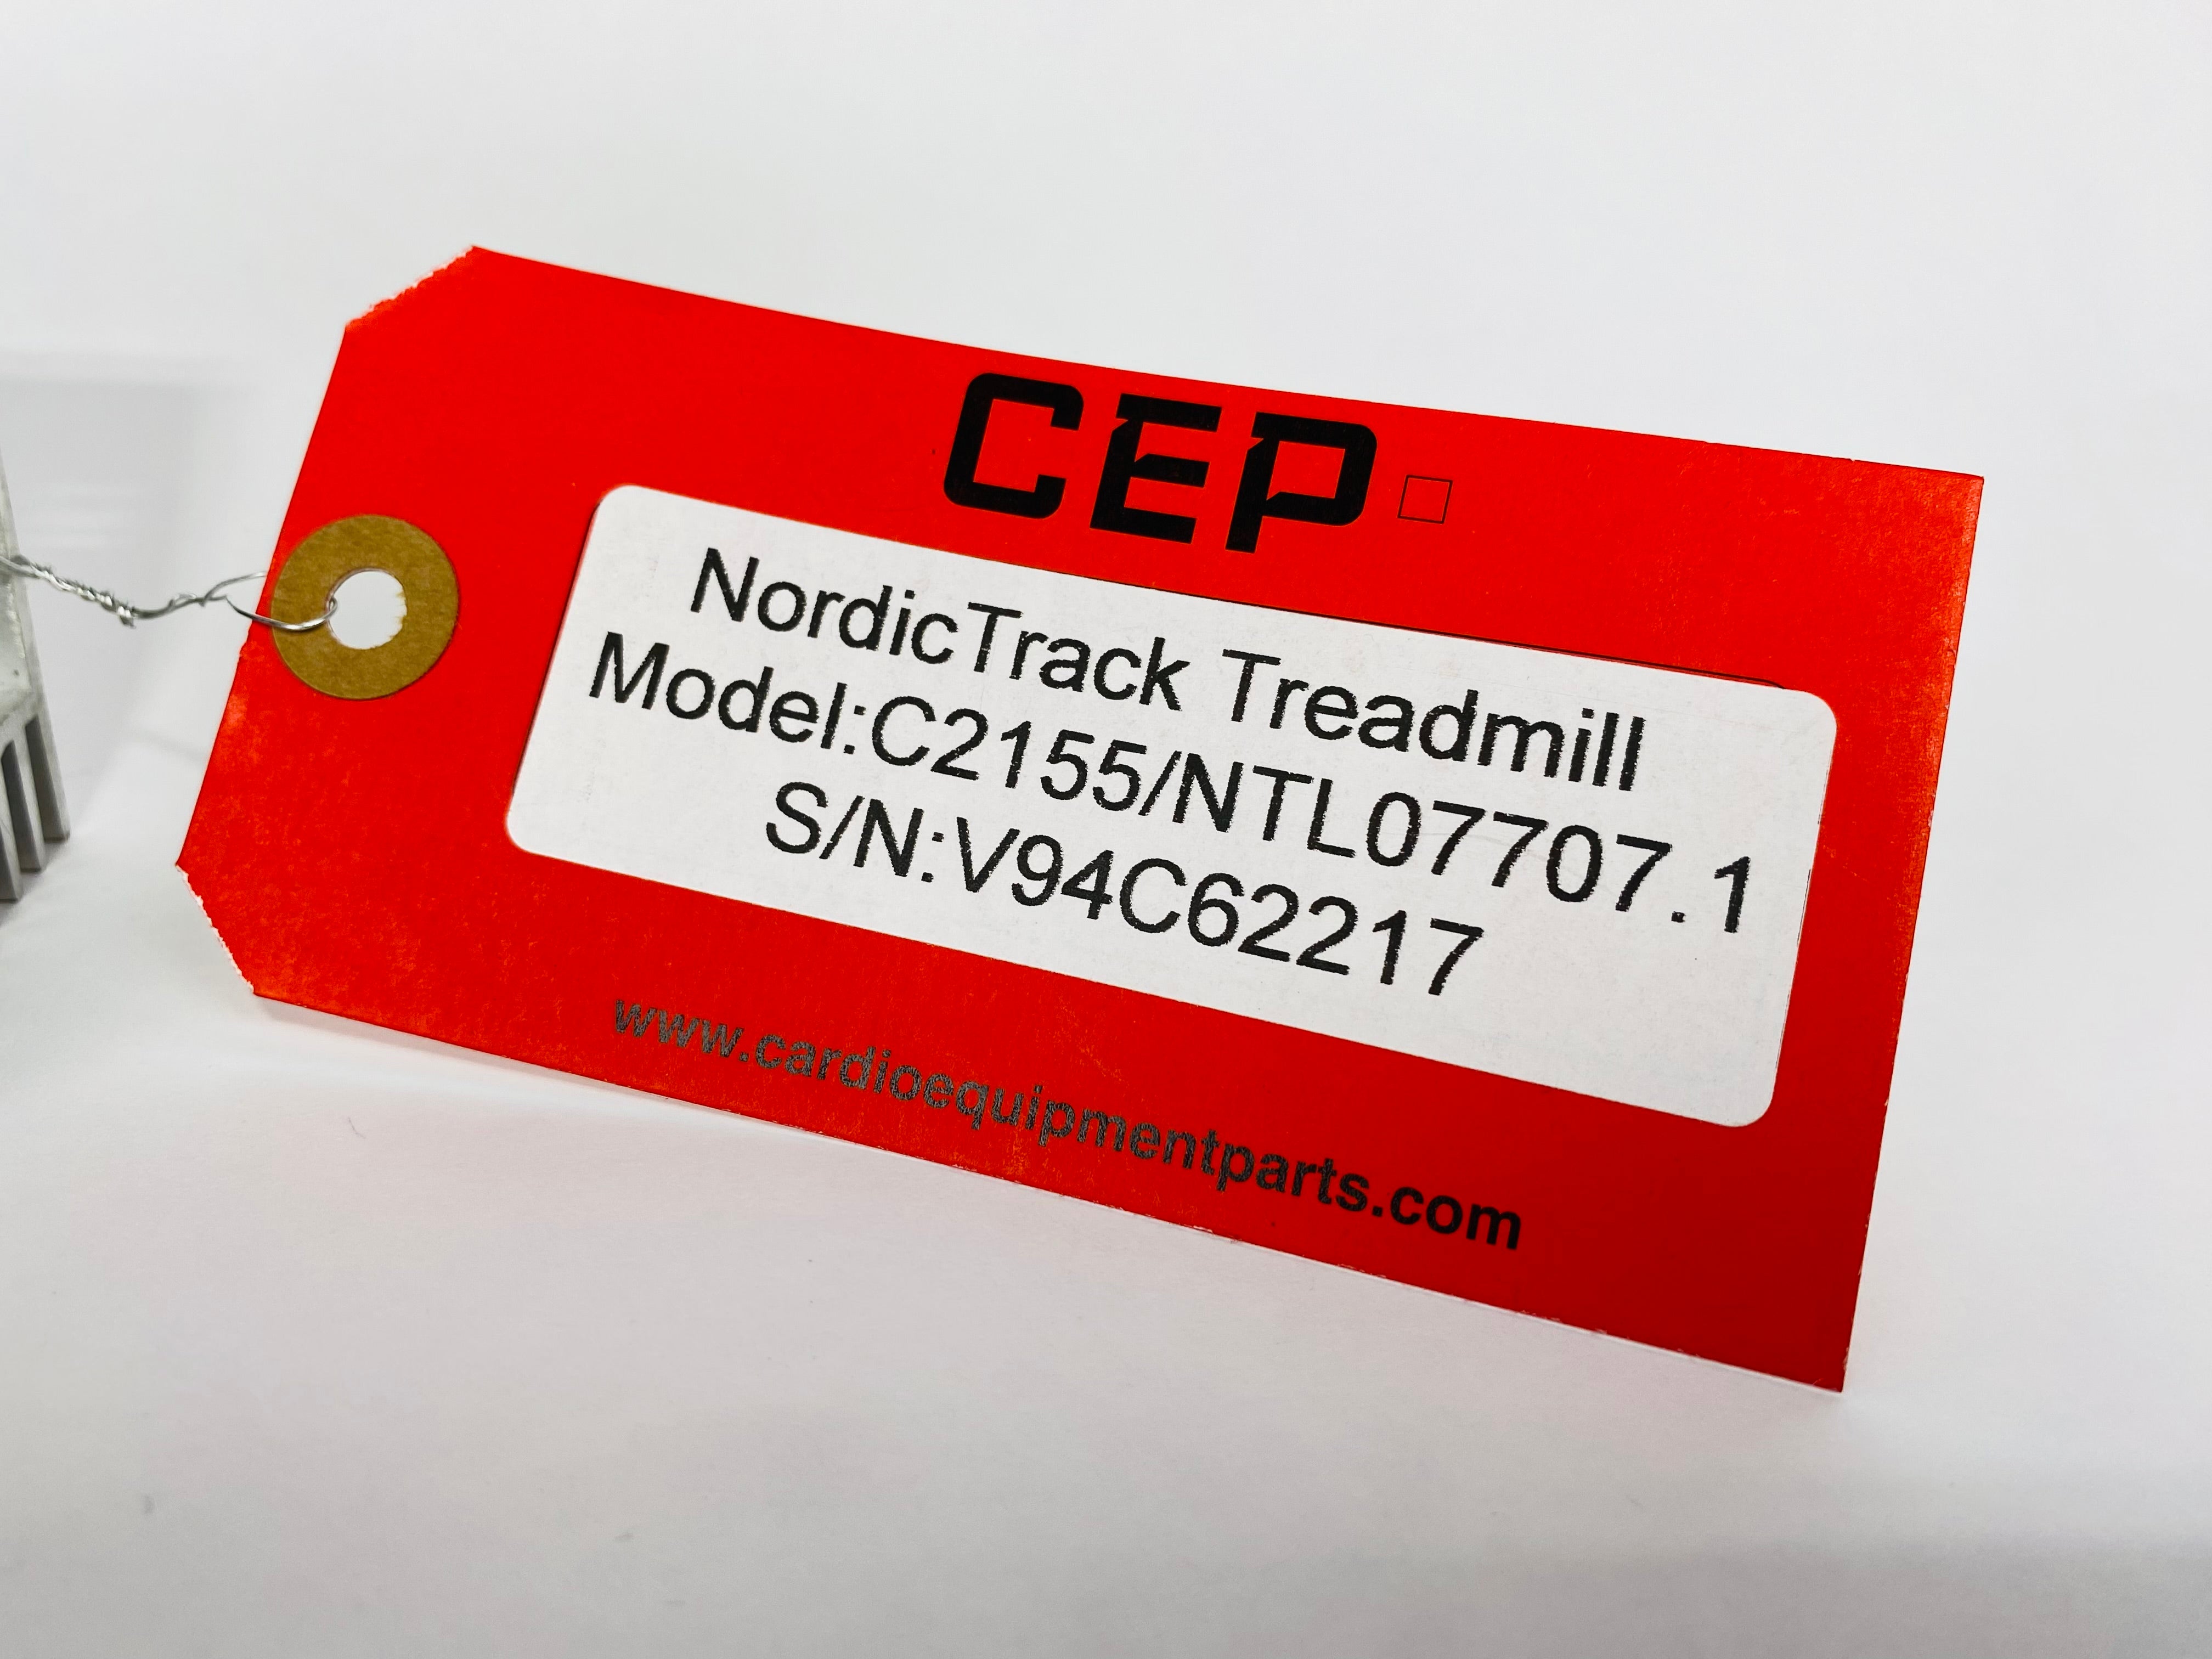 CEP
NordicTrack Treadmill
Model:C2155/NTL07707.1
S/N:V94C62217
www.cardioequipmentparts.com